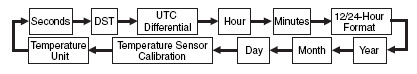 Seconds DST UTC Differential Hour Minutes 12/24-Hour Format
Temperature Unit Temperature Sensor Calibration Day Month Year